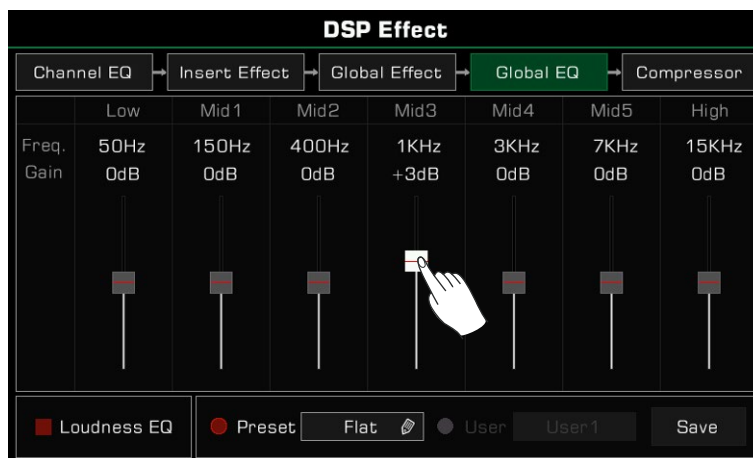 DSP Effect
Channel EQ Insert Effect Global Effect Global EQ Compressor
Low Mid1 Mid2 Mid3 Mid4 Mid5 High
Freq. 50Hz 150Hz 400Hz 1KHz 3KHz 7KHz 15KHz
Gain 0dB 0dB 0dB +3dB 0dB 0dB 0dB
Loudness EQ Preset Flat User User1 Save